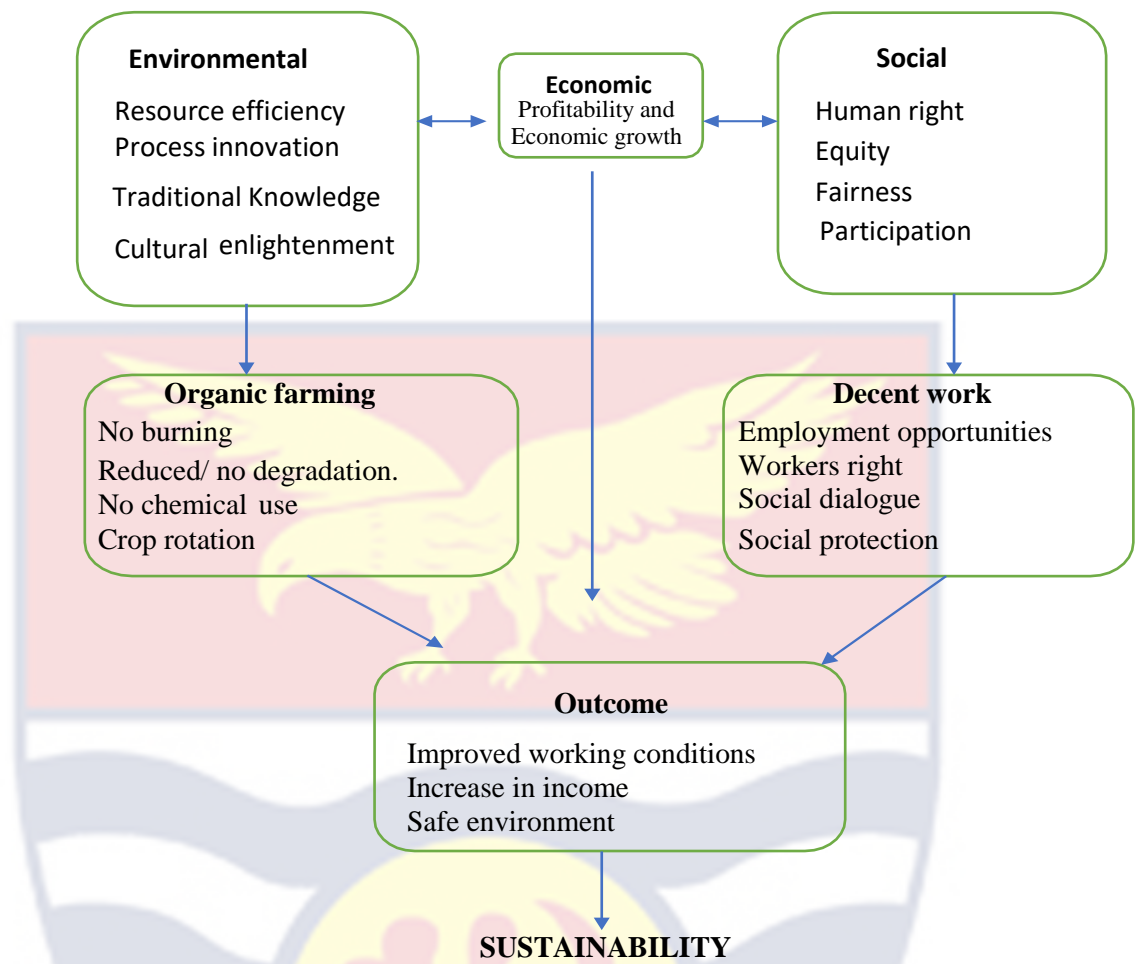 Environmental
Resource efficiency
Process innovation
Traditional Knowledge
Cultural enlightenment
Economic
Profitability and
Economic growth
Social
Human right
Equity
Fairness
Participation
Organic farming
No burning
Reduced/ no degradation.
No chemical use
Crop rotation
Decent work
Employment opportunities
Workers right
Social dialogue
Social protection
Outcome
Improved working conditions
Increase in income
Safe environment
SUSTAINABILITY